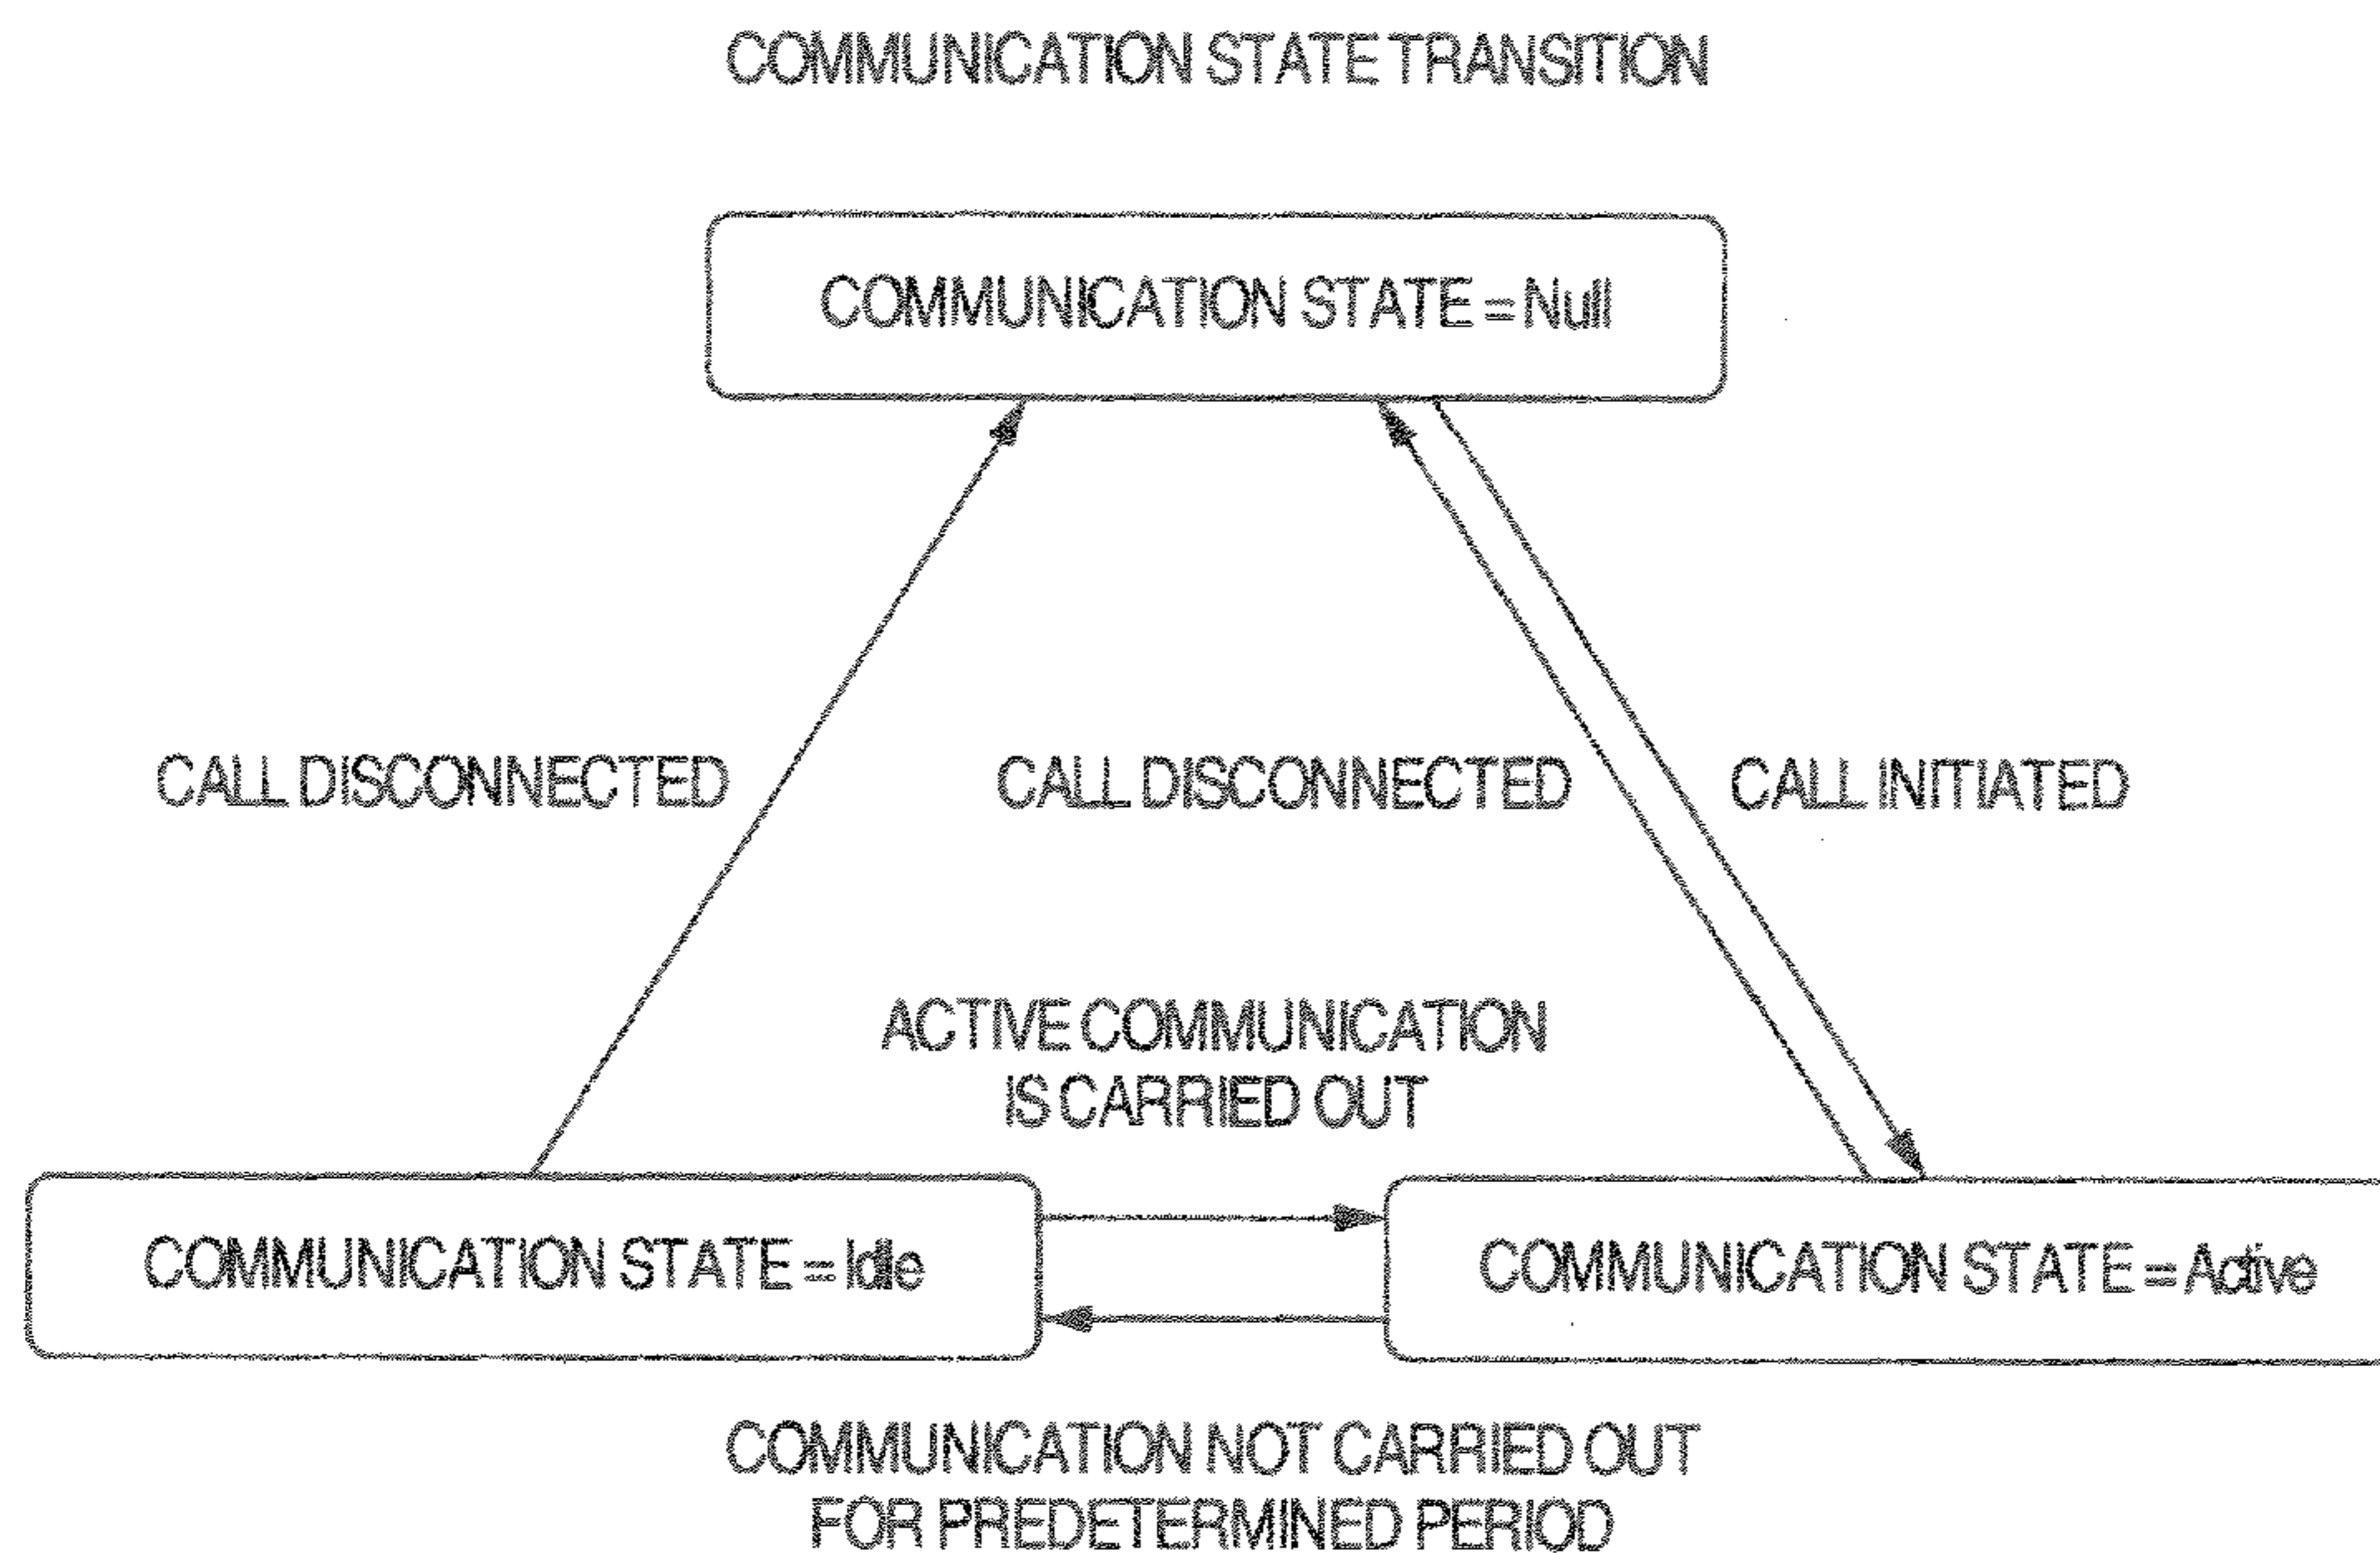 COMMUNICATION STATE TRANSITION
COMMUNICATION STATE = Null
CALL DISCONNECTED
CALL DISCONNECTED
CALL INITIATED
ACTIVE COMMUNICATION
IS CARRIED OUT
COMMUNICATION STATE = Idle
COMMUNICATION STATE = Active
COMMUNICATION NOT CARRIED OUT
FOR PREDETERMINED PERIOD